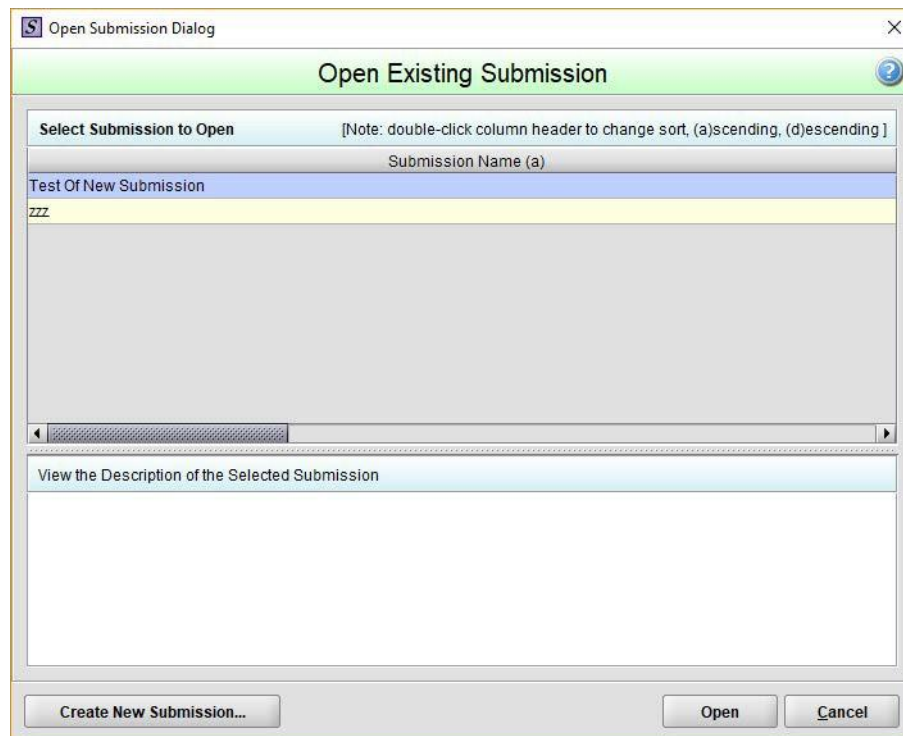 S Open Submission Dialog
Open Existing Submission
?
Select Submission to Open [Note: double-click column header to change sort, (a)scending, (d)escending ]
Submission Name (a)
Test Of New Submission
zzz
View the Description of the Selected Submission
Create New Submission... Open Cancel